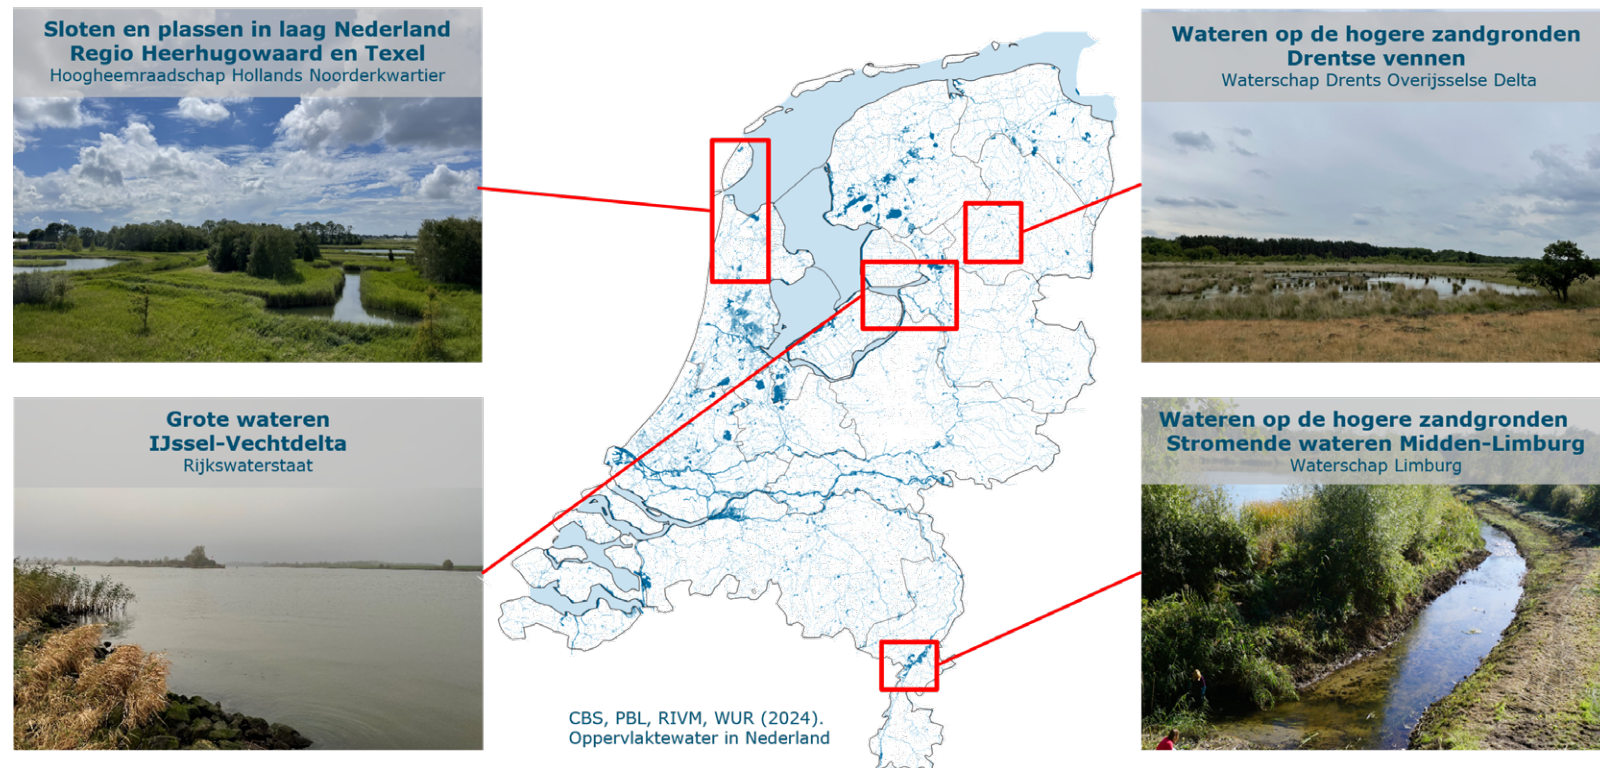 Sloten en plassen in laag Nederland
Regio Heerhugowaard en Texel
Hoogheemraadschap Hollands Noorderkwartier
Wateren op de hogere zandgronden
Drentse vennen
Waterschap Drents Overijsselse Delta
Grote wateren
IJssel-Vechtdelta
Rijkswaterstaat
Wateren op de hogere zandgronden
Stromende wateren Midden-Limburg
Waterschap Limburg
CBS, PBL, RIVM, WUR (2024).
Oppervlaktewater in Nederland